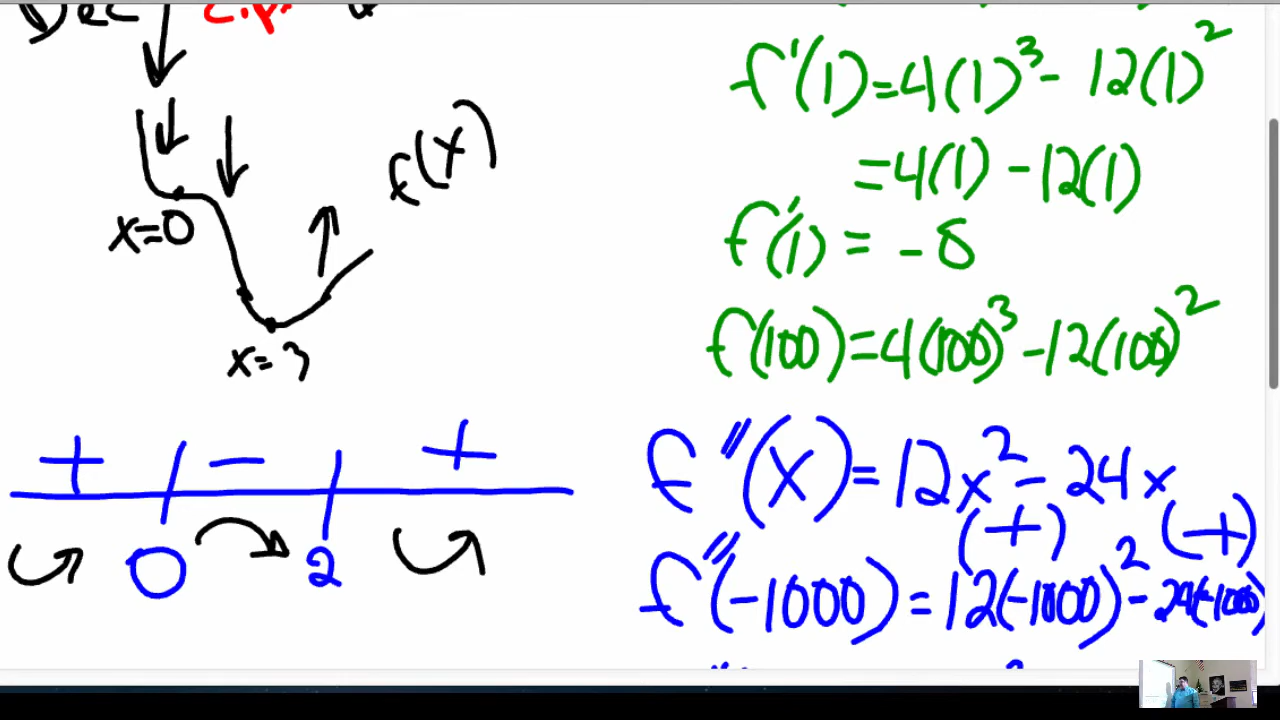 Dec c.p.
f(x)
x=0
x=3
+ − +
0 2
f'(1)=4(1)³- 12(1)²
=4(1) -12(1)
f'(1) = -8
f'(100)=4(100)³-12(100)²
f''(x)=12x²-24x
(+) (+)
f''(-1000)=12(-1000)²-24(-1000)